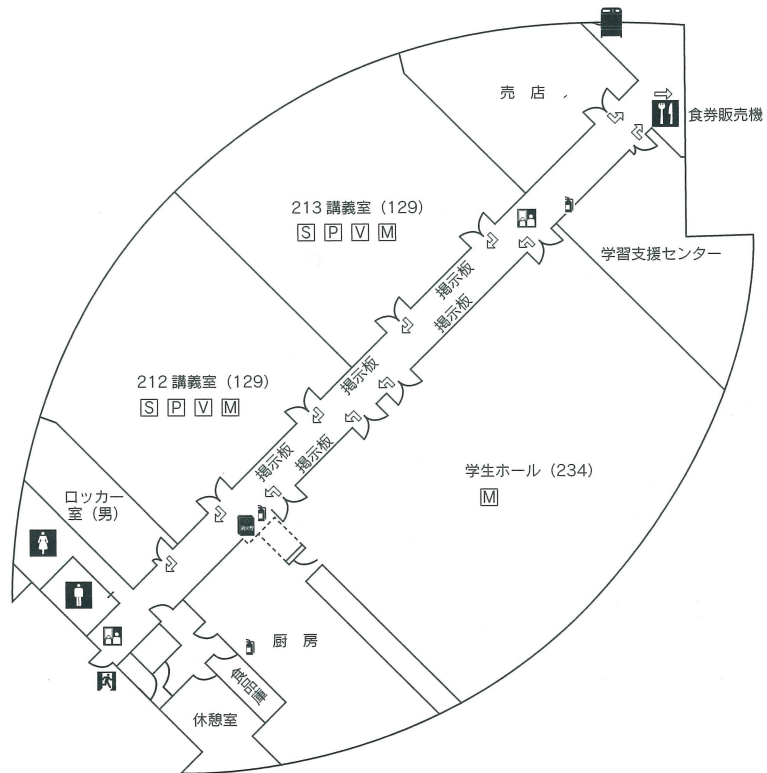 売 店
食券販売機
213 講義室（129）
S P V M
学習支援センター
掲示板
掲示板
掲示板
212 講義室（129）
S P V M
掲示板
掲示板
学生ホール（234）
M
ロッカー
室（男）
厨 房
食品庫
休憩室